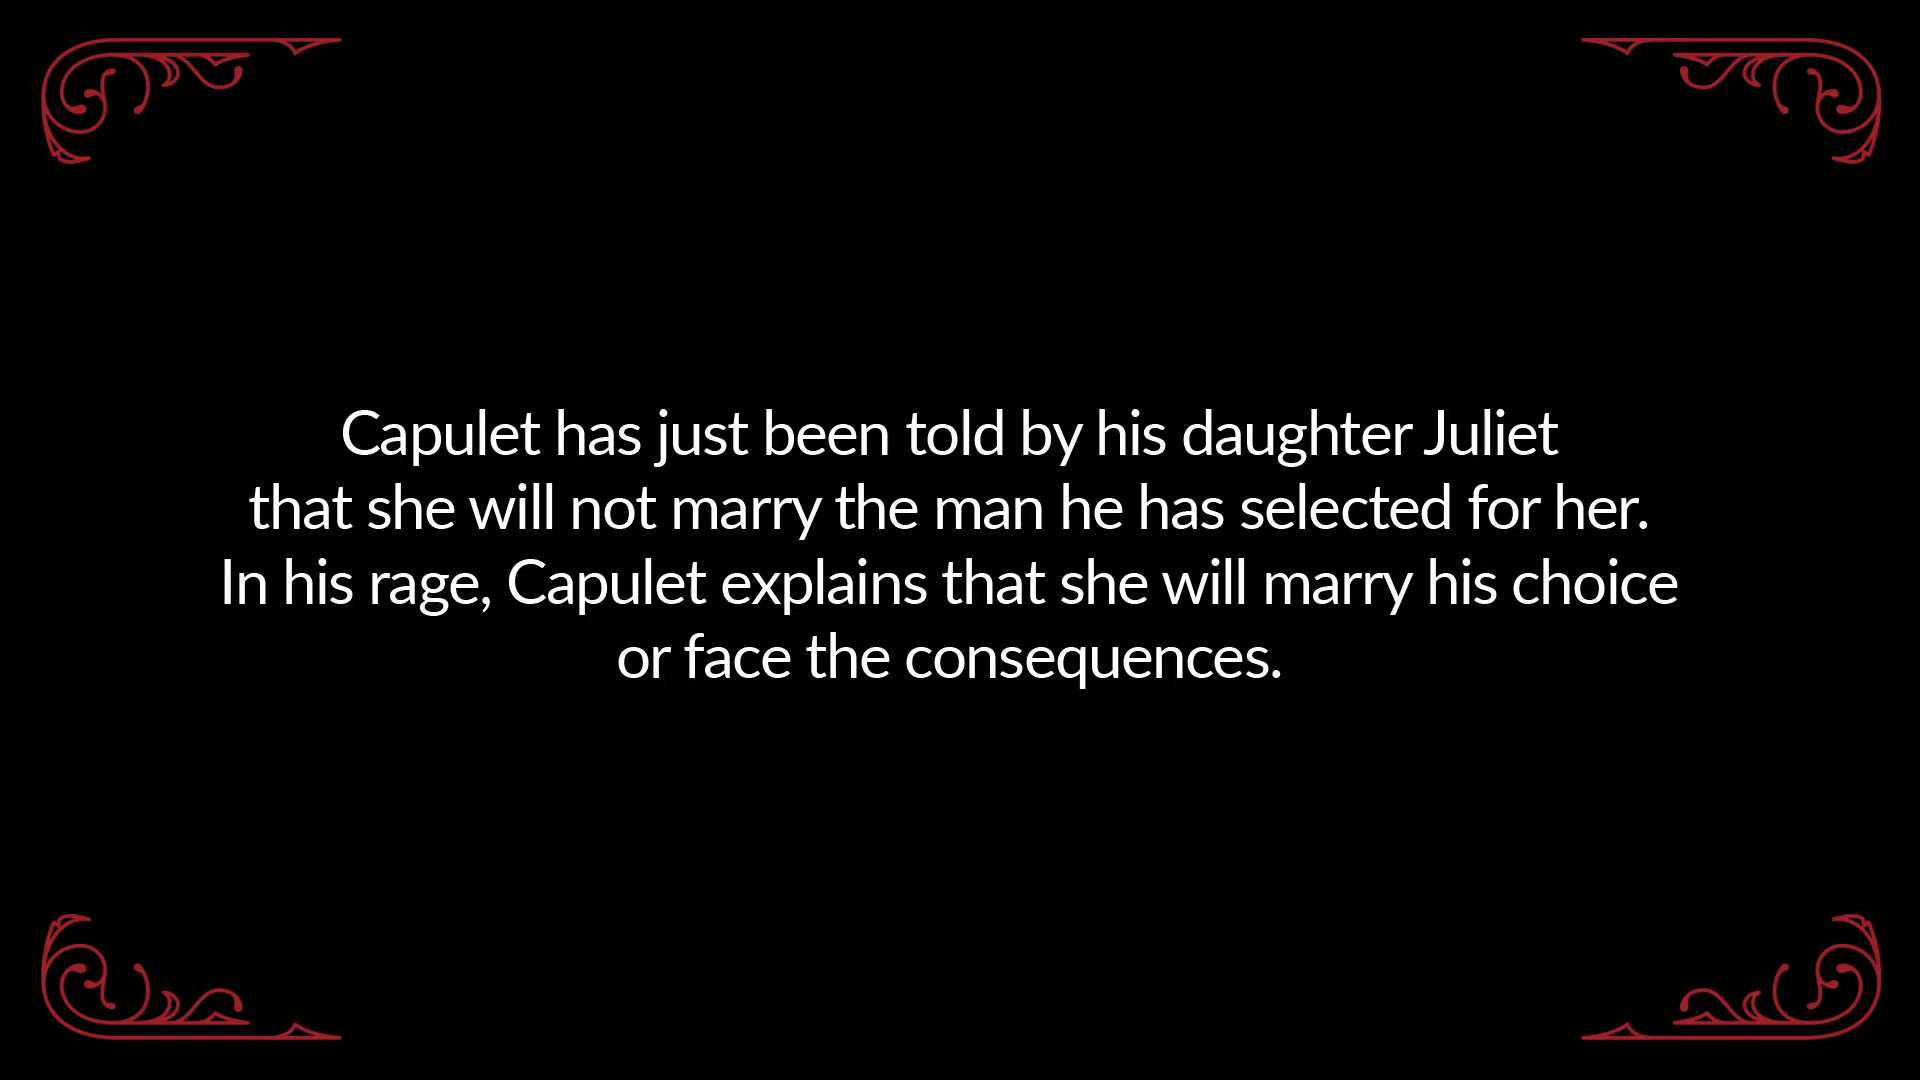 Capulet has just been told by his daughter Juliet
that she will not marry the man he has selected for her.
In his rage, Capulet explains that she will marry his choice
or face the consequences.